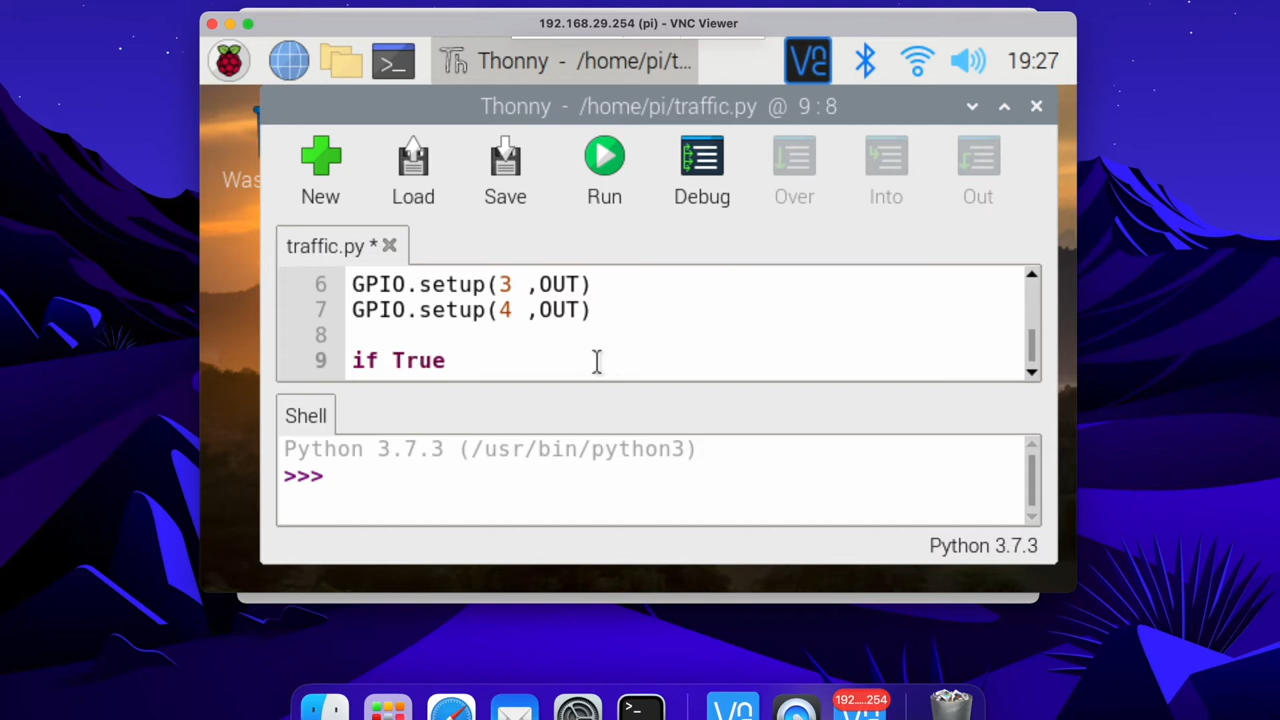 192.168.29.254 (pi) - VNC Viewer
>_
Th
Thonny - /home/pi/t...
19:27
Thonny - /home/pi/traffic.py @ 9:8
Was
New
Load
Save
Run
Debug
Over
Into
Out
traffic.py *
6 GPIO.setup(3 ,OUT)
7 GPIO.setup(4 ,OUT)
8
9 if True
Shell
Python 3.7.3 (/usr/bin/python3)
>>>
Python 3.7.3
>_
192.....254